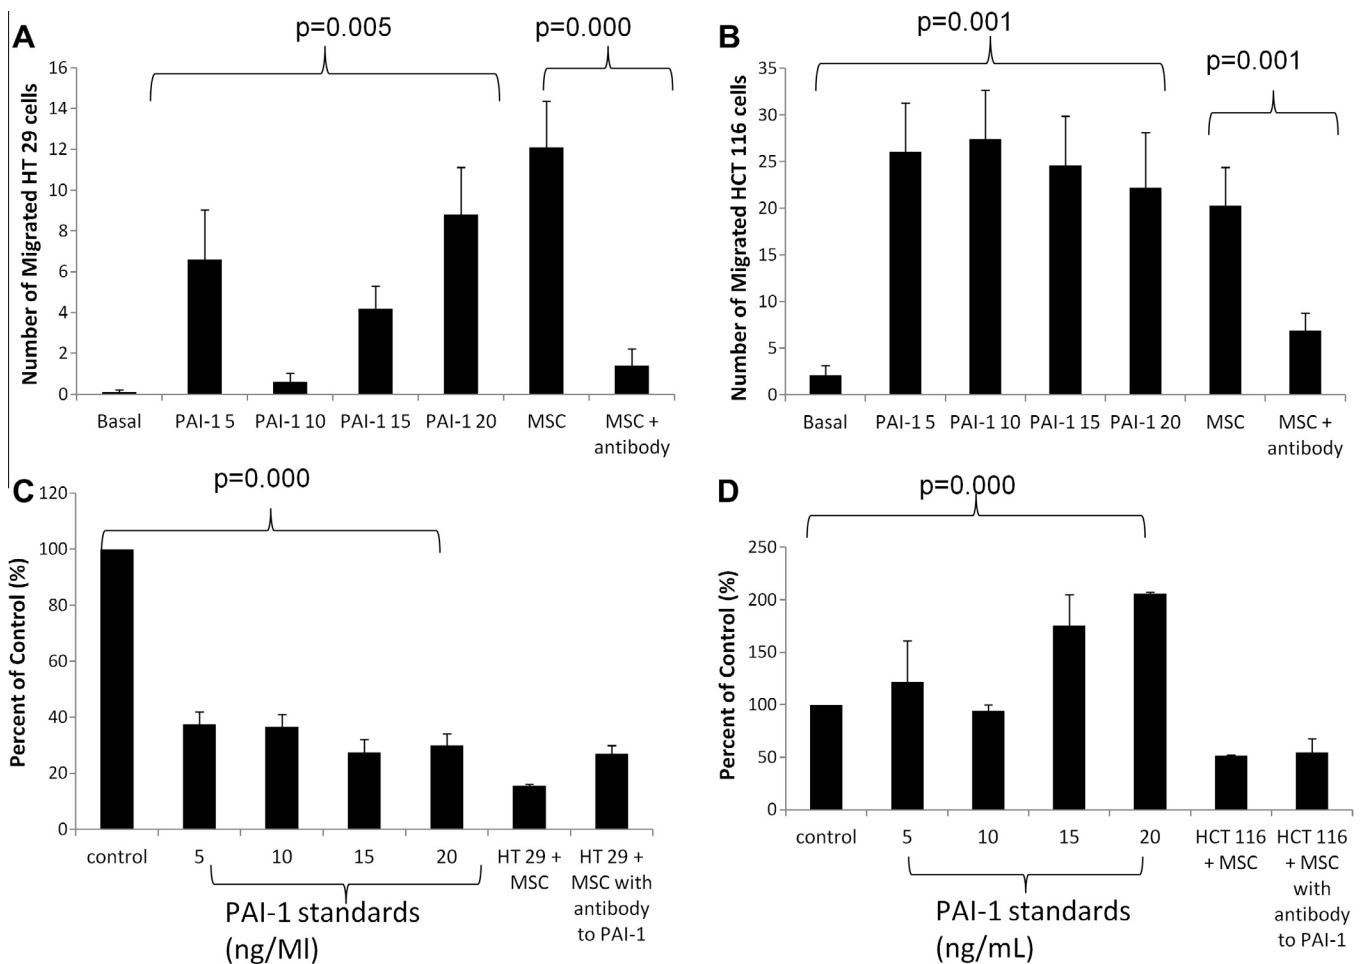 A
p=0.005
p=0.000
Number of Migrated HT 29 cells
16
14
12
10
8
6
4
2
0
Basal
PAI-1 5
PAI-1 10
PAI-1 15
PAI-1 20
MSC
MSC +
antibody
B
p=0.001
p=0.001
Number of Migrated HCT 116 cells
35
30
25
20
15
10
5
0
Basal
PAI-1 5
PAI-1 10
PAI-1 15
PAI-1 20
MSC
MSC +
antibody
C
p=0.000
Percent of Control (%)
120
100
80
60
40
20
0
control
5
10
15
20
HT 29 +
MSC
HT 29 +
MSC with
antibody
to PAI-1
PAI-1 standards
(ng/Ml)
D
p=0.000
Percent of Control (%)
250
200
150
100
50
0
control
5
10
15
20
HCT 116
+ MSC
HCT 116
+ MSC
with
antibody
to PAI-1
PAI-1 standards
(ng/mL)